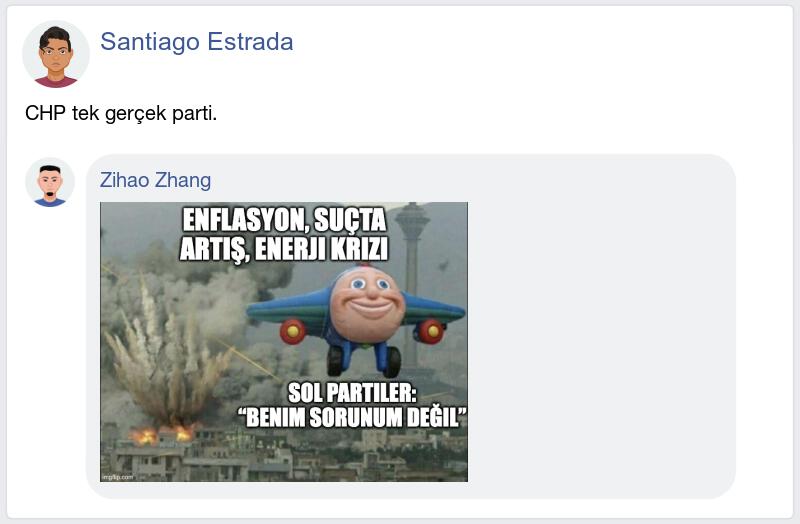 Santiago Estrada
CHP tek gerçek parti.
Zihao Zhang
ENFLASYON, SUÇTA
ARTIŞ, ENERJI KRIZI
SOL PARTILER:
“BENIM SORUNUM DEĞIL”
imgflip.com